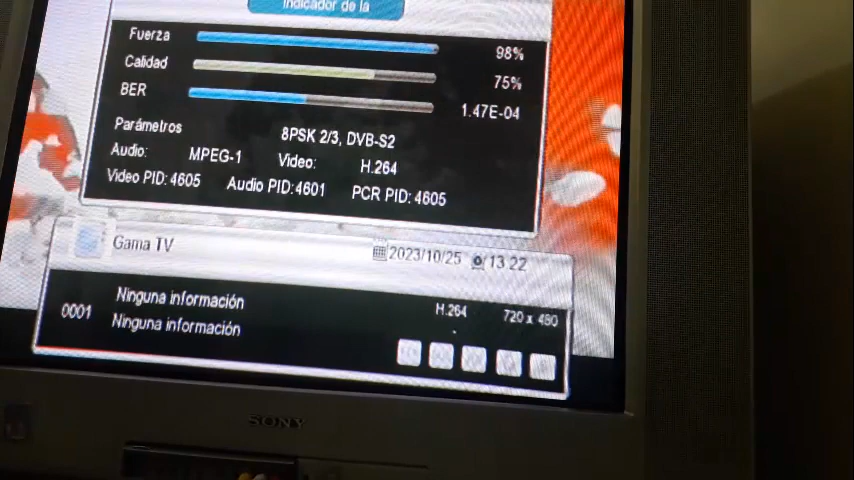 Indicador de la
Fuerza 98%
Calidad 75%
BER 1.47E-04
Parámetros 8PSK 2/3, DVB-S2
Audio: MPEG-1 Video: H.264
Video PID: 4605 Audio PID:4601 PCR PID: 4605
Gama TV 2023/10/25 13:22
Ninguna información H.264 720 x 480
0001
Ninguna información
SONY